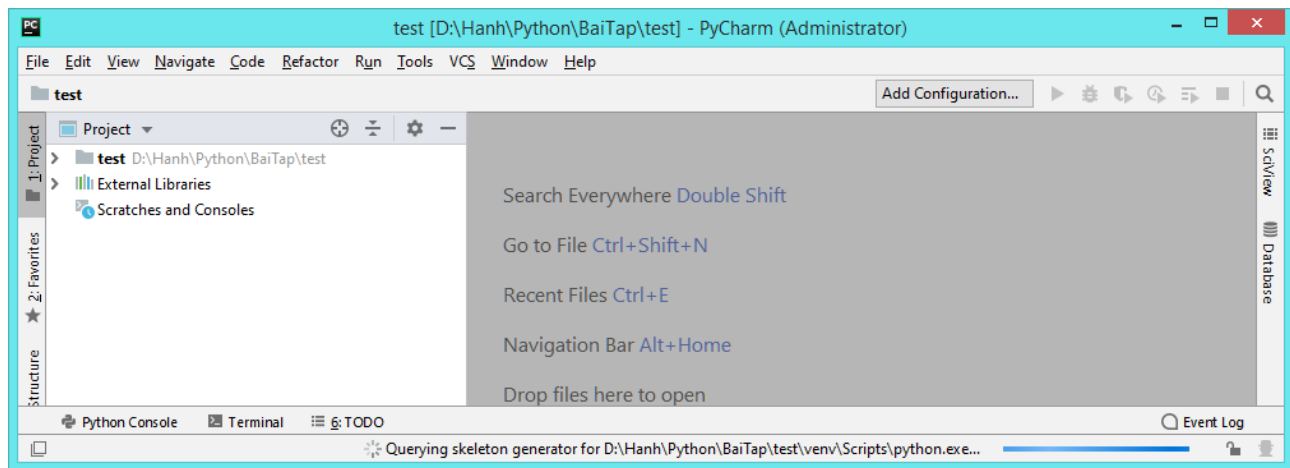 PC
test [D:\Hanh\Python\BaiTap\test] - PyCharm (Administrator)
File Edit View Navigate Code Refactor Run Tools VCS Window Help
test
Add Configuration...
1: Project
2: Favorites
Structure
Project
test D:\Hanh\Python\BaiTap\test
External Libraries
Scratches and Consoles
Search Everywhere Double Shift
Go to File Ctrl+Shift+N
Recent Files Ctrl+E
Navigation Bar Alt+Home
Drop files here to open
SciView
Database
Python Console Terminal 6: TODO Event Log
Querying skeleton generator for D:\Hanh\Python\BaiTap\test\venv\Scripts\python.exe...